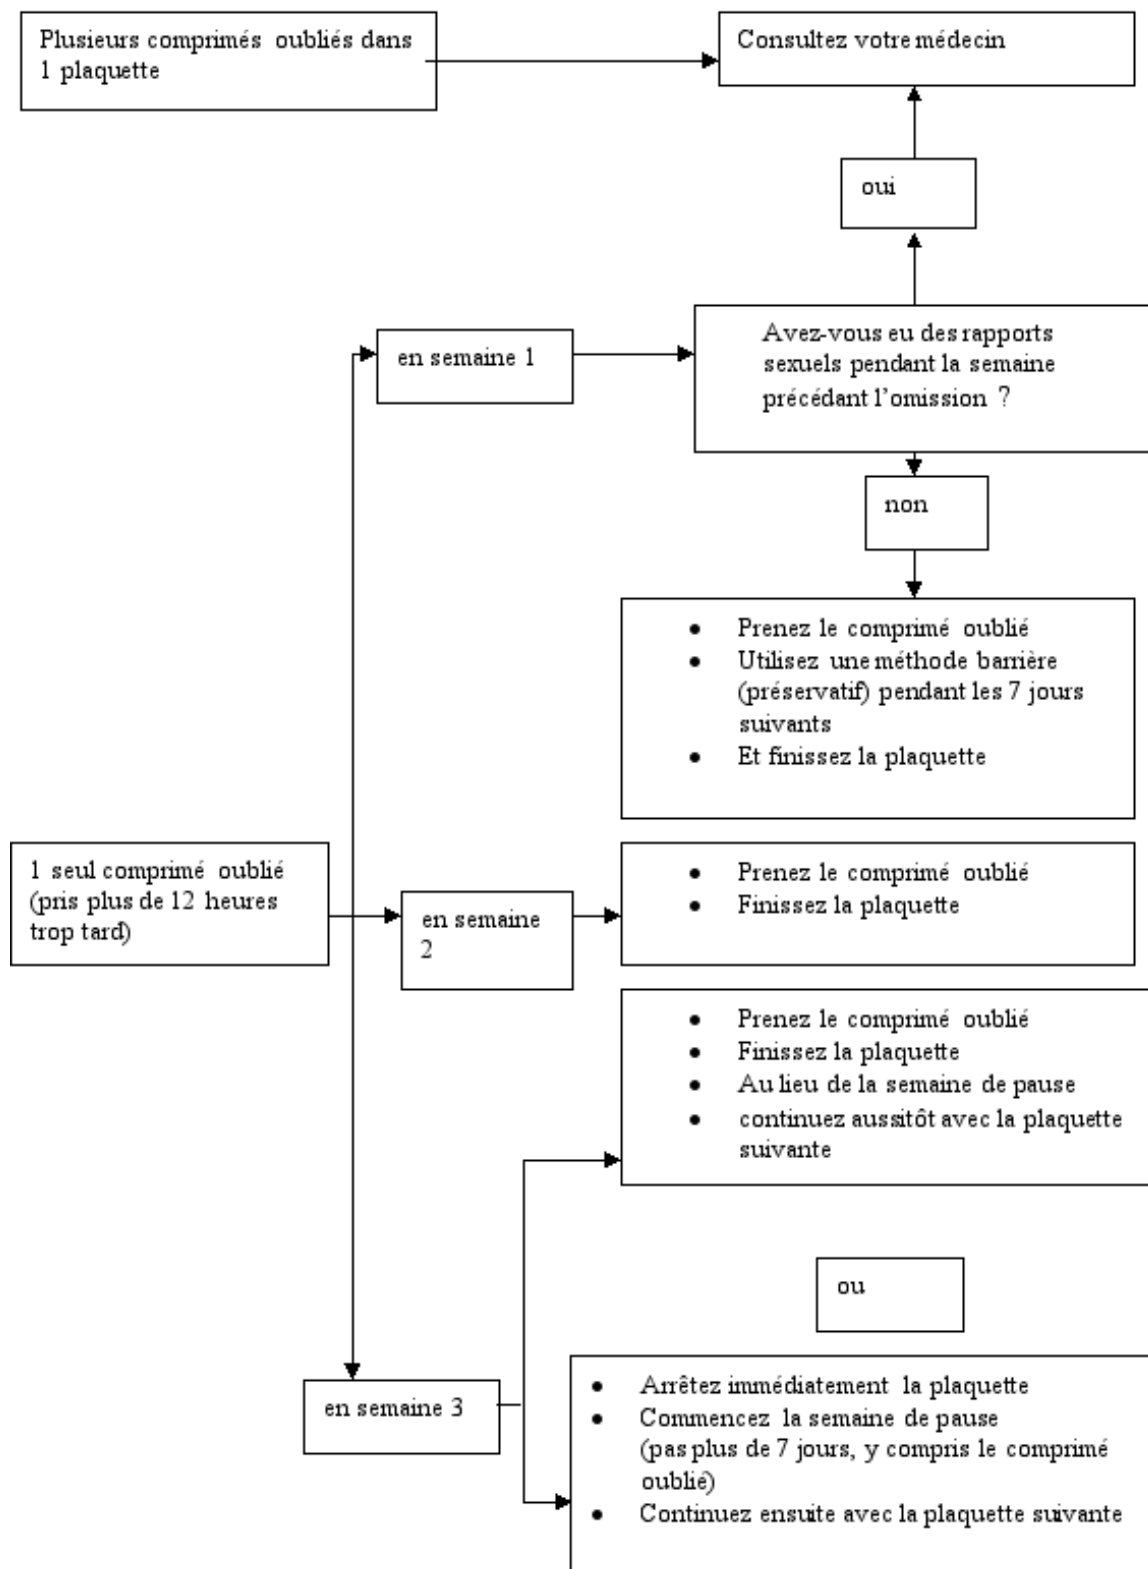 Plusieurs comprimés oubliés dans
1 plaquette
Consultez votre médecin
oui
Avez-vous eu des rapports
sexuels pendant la semaine
précédant l'omission ?
en semaine 1
non
• Prenez le comprimé oublié
• Utilisez une méthode barrière
(préservatif) pendant les 7 jours
suivants
• Et finissez la plaquette
1 seul comprimé oublié
(pris plus de 12 heures
trop tard)
en semaine
2
• Prenez le comprimé oublié
• Finissez la plaquette
• Prenez le comprimé oublié
• Finissez la plaquette
• Au lieu de la semaine de pause
• continuez aussitôt avec la plaquette
suivante
ou
en semaine 3
• Arrêtez immédiatement la plaquette
• Commencez la semaine de pause
(pas plus de 7 jours, y compris le comprimé
oublié)
• Continuez ensuite avec la plaquette suivante